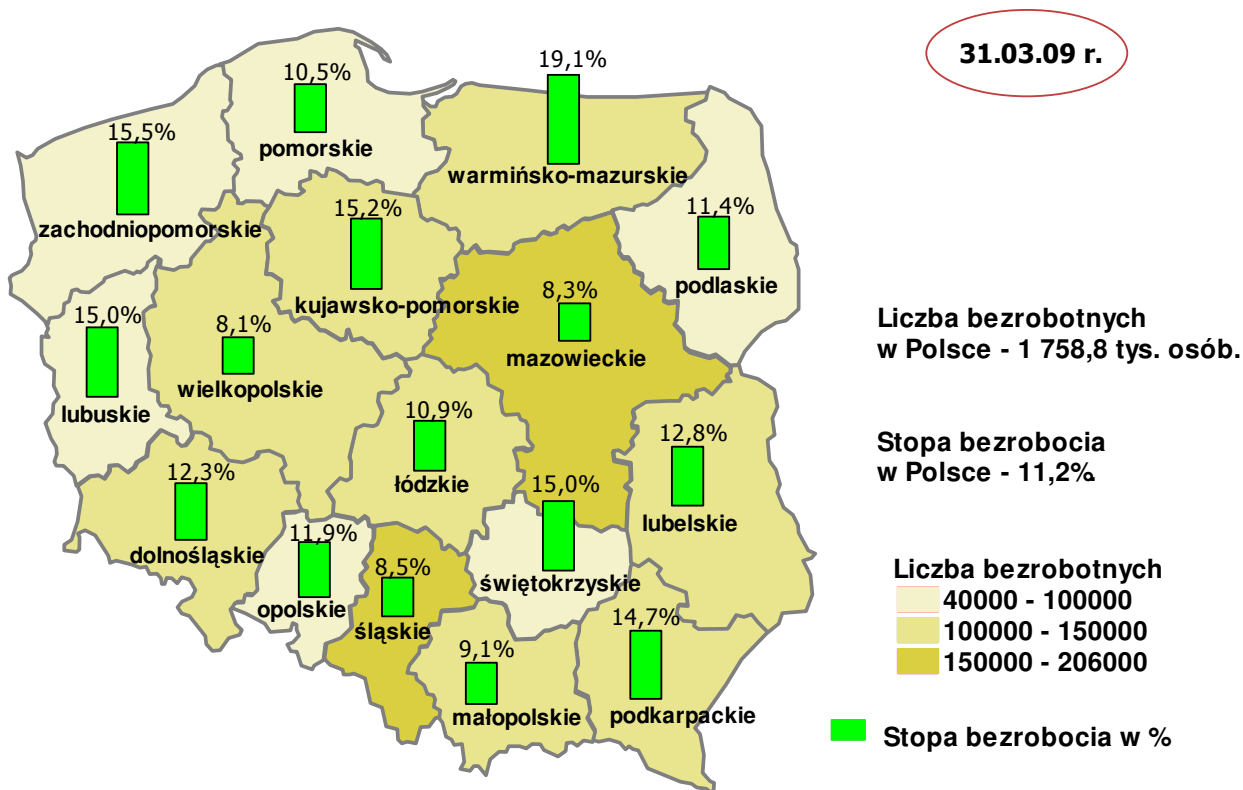 31.03.09 r.
10,5%
pomorskie
19,1%
warmińsko-mazurskie
15,5%
zachodniopomorskie
15,2%
kujawsko-pomorskie
11,4%
podlaskie
15,0%
lubuskie
8,1%
wielkopolskie
8,3%
mazowieckie
10,9%
łódzkie
12,8%
lubelskie
12,3%
dolnośląskie
11,9%
opolskie
8,5%
śląskie
15,0%
świętokrzyskie
9,1%
małopolskie
14,7%
podkarpackie
Liczba bezrobotnych
w Polsce - 1 758,8 tys. osób.
Stopa bezrobocia
w Polsce - 11,2%.
Liczba bezrobotnych
40000 - 100000
100000 - 150000
150000 - 206000
Stopa bezrobocia w %